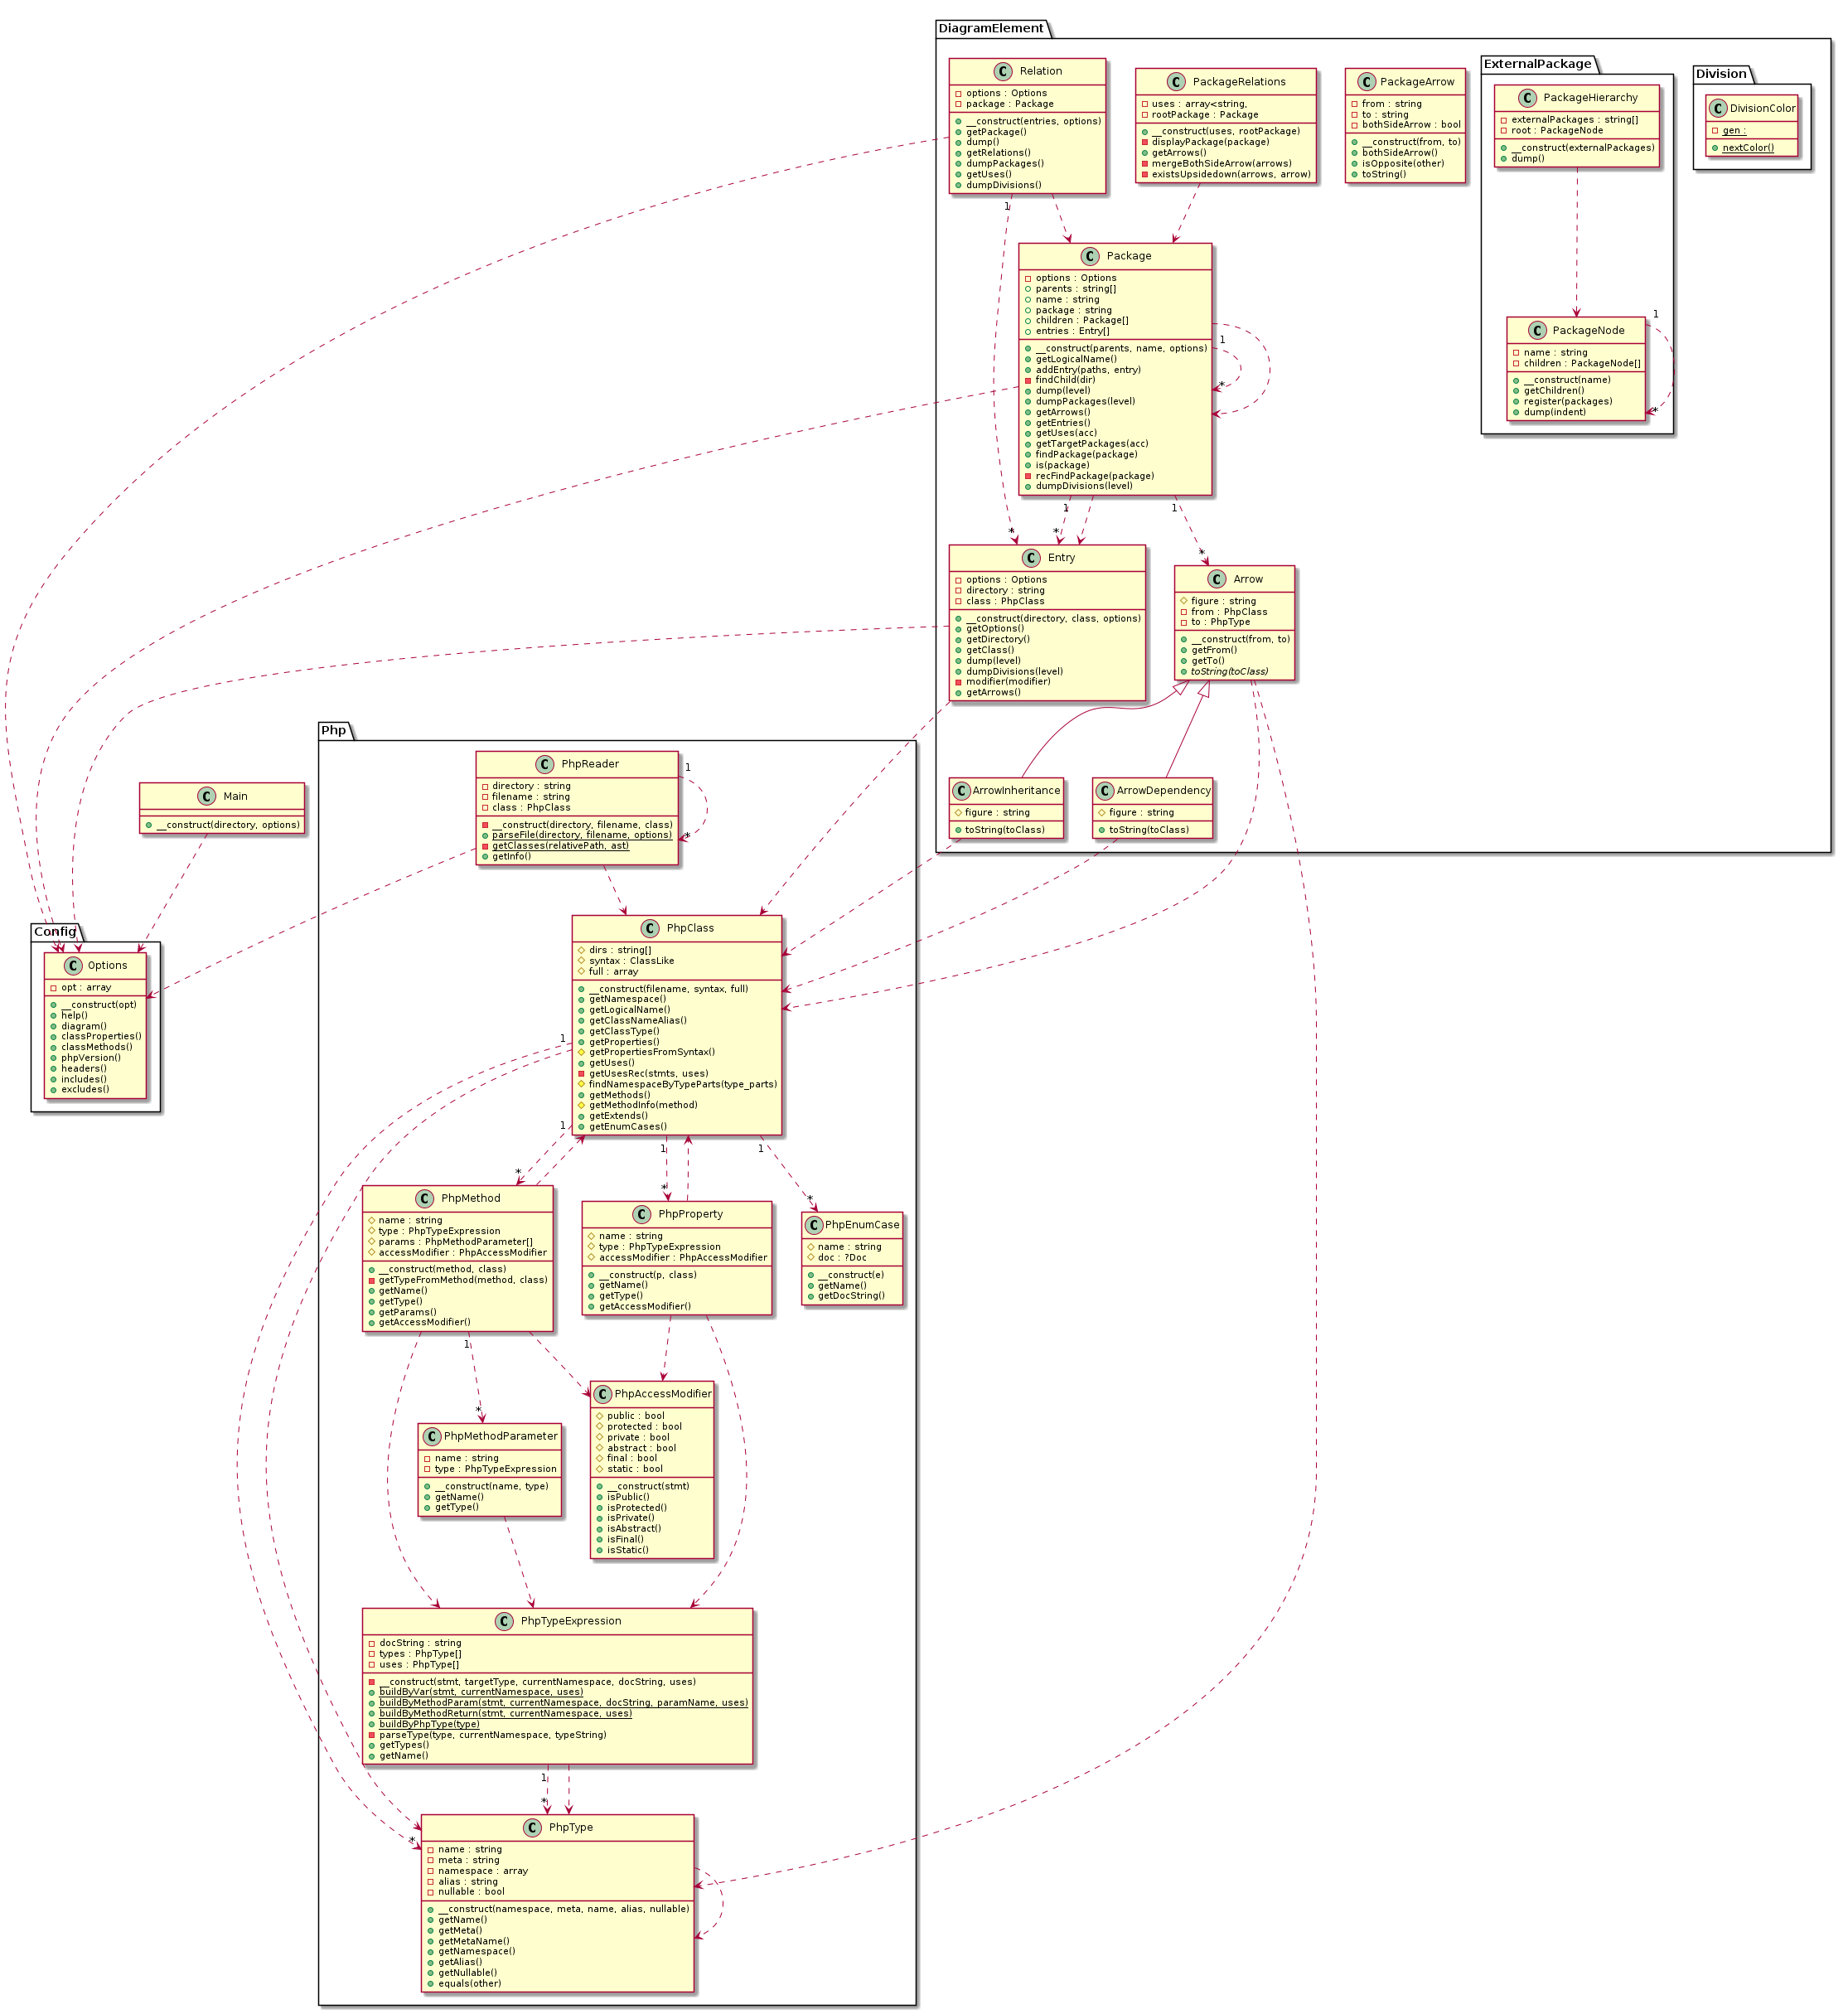 DiagramElement
Relation
options : Options
package : Package
__construct(entries, options)
getPackage()
dump()
getRelations()
dumpPackages()
getUses()
dumpDivisions()
PackageRelations
uses : array<string,
rootPackage : Package
__construct(uses, rootPackage)
displayPackage(package)
getArrows()
mergeBothSideArrow(arrows)
existsUpsidedown(arrows, arrow)
PackageArrow
from : string
to : string
bothSideArrow : bool
__construct(from, to)
bothSideArrow()
isOpposite(other)
toString()
ExternalPackage
PackageHierarchy
externalPackages : string[]
root : PackageNode
__construct(externalPackages)
dump()
Division
DivisionColor
gen :
nextColor()
1
Package
options : Options
parents : string[]
name : string
package : string
children : Package[]
entries : Entry[]
__construct(parents, name, options)
getLogicalName()
addEntry(paths, entry)
findChild(dir)
dump(level)
dumpPackages(level)
getArrows()
getEntries()
getUses(acc)
getTargetPackages(acc)
findPackage(package)
is(package)
recFindPackage(package)
dumpDivisions(level)
1
*
PackageNode
name : string
children : PackageNode[]
__construct(name)
getChildren()
register(packages)
dump(indent)
1
*
1
1
*
*
*
Entry
options : Options
directory : string
class : PhpClass
__construct(directory, class, options)
getOptions()
getDirectory()
getClass()
dump(level)
dumpDivisions(level)
modifier(modifier)
getArrows()
Arrow
figure : string
from : PhpClass
to : PhpType
__construct(from, to)
getFrom()
getTo()
toString(toClass)
ArrowInheritance
figure : string
toString(toClass)
ArrowDependency
figure : string
toString(toClass)
Php
PhpReader
directory : string
filename : string
class : PhpClass
__construct(directory, filename, class)
parseFile(directory, filename, options)
getClasses(relativePath, ast)
getInfo()
1
*
Main
__construct(directory, options)
Config
Options
opt : array
__construct(opt)
help()
diagram()
classProperties()
classMethods()
phpVersion()
headers()
includes()
excludes()
PhpClass
dirs : string[]
syntax : ClassLike
full : array
__construct(filename, syntax, full)
getNamespace()
getLogicalName()
getClassNameAlias()
getClassType()
getProperties()
getPropertiesFromSyntax()
getUses()
getUsesRec(stmts, uses)
findNamespaceByTypeParts(type_parts)
getMethods()
getMethodInfo(method)
getExtends()
getEnumCases()
1
1
1
1
*
*
*
PhpMethod
name : string
type : PhpTypeExpression
params : PhpMethodParameter[]
accessModifier : PhpAccessModifier
__construct(method, class)
getTypeFromMethod(method, class)
getName()
getType()
getParams()
getAccessModifier()
PhpProperty
name : string
type : PhpTypeExpression
accessModifier : PhpAccessModifier
__construct(p, class)
getName()
getType()
getAccessModifier()
PhpEnumCase
name : string
doc : ?Doc
__construct(e)
getName()
getDocString()
1
*
PhpMethodParameter
name : string
type : PhpTypeExpression
__construct(name, type)
getName()
getType()
PhpAccessModifier
public : bool
protected : bool
private : bool
abstract : bool
final : bool
static : bool
__construct(stmt)
isPublic()
isProtected()
isPrivate()
isAbstract()
isFinal()
isStatic()
PhpTypeExpression
docString : string
types : PhpType[]
uses : PhpType[]
__construct(stmt, targetType, currentNamespace, docString, uses)
buildByVar(stmt, currentNamespace, uses)
buildByMethodParam(stmt, currentNamespace, docString, paramName, uses)
buildByMethodReturn(stmt, currentNamespace, uses)
buildByPhpType(type)
parseType(type, currentNamespace, typeString)
getTypes()
getName()
1
*
*
PhpType
name : string
meta : string
namespace : array
alias : string
nullable : bool
__construct(namespace, meta, name, alias, nullable)
getName()
getMeta()
getMetaName()
getNamespace()
getAlias()
getNullable()
equals(other)